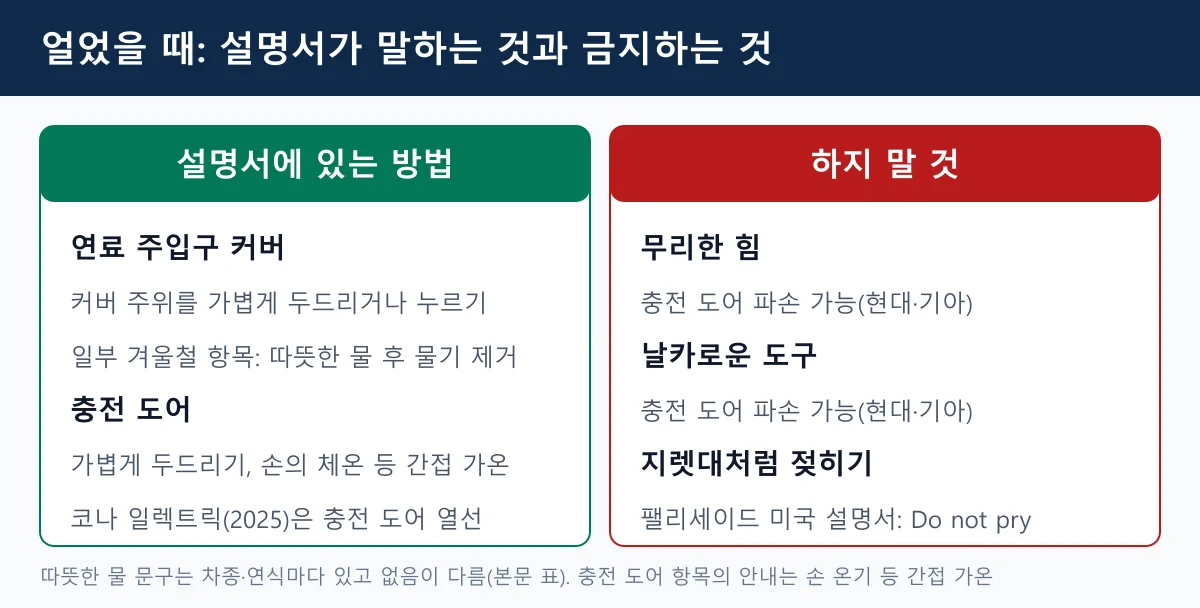 얼었을 때: 설명서가 말하는 것과 금지하는 것
설명서에 있는 방법
연료 주입구 커버
커버 주위를 가볍게 두드리거나 누르기
일부 겨울철 항목: 따뜻한 물 후 물기 제거
충전 도어
가볍게 두드리기, 손의 체온 등 간접 가온
코나 일렉트릭(2025)은 충전 도어 열선
하지 말 것
무리한 힘
충전 도어 파손 가능(현대·기아)
날카로운 도구
충전 도어 파손 가능(현대·기아)
지렛대처럼 젖히기
팰리세이드 미국 설명서: Do not pry
따뜻한 물 문구는 차종·연식마다 있고 없음이 다름(본문 표). 충전 도어 항목의 안내는 손 온기 등 간접 가온